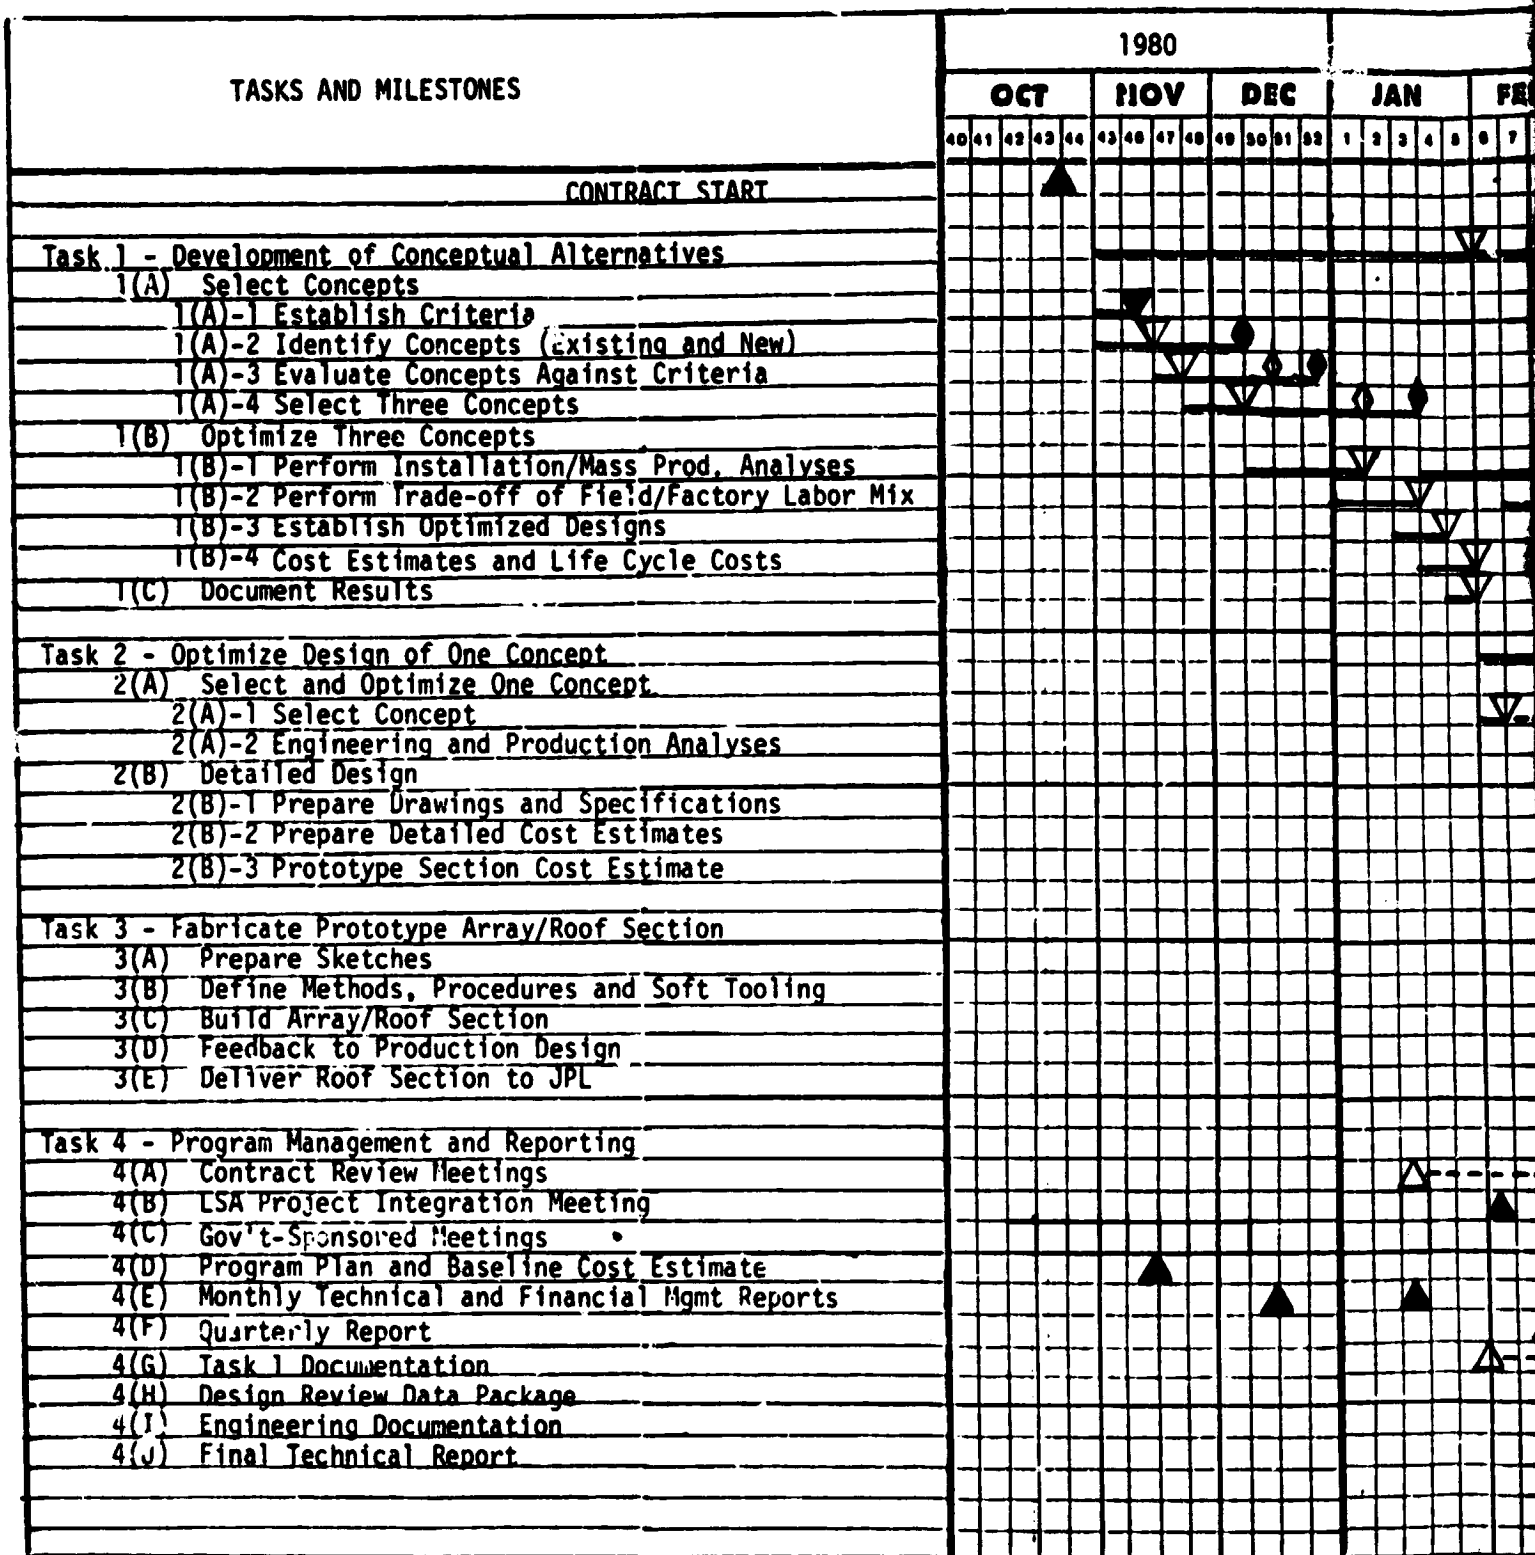 1980
TASKS AND MILESTONES
OCT NOV DEC JAN
40 41 42 43 44 45 46 47 48 49 50 51 52 1 2 3 4 5 6 7
CONTRACT START
Task 1 - Development of Conceptual Alternatives
1(A) Select Concepts
1(A)-1 Establish Criteria
1(A)-2 Identify Concepts (Existing and New)
1(A)-3 Evaluate Concepts Against Criteria
1(A)-4 Select Three Concepts
1(B) Optimize Three Concepts
1(B)-1 Perform Installation/Mass Prod. Analyses
1(B)-2 Perform Trade-off of Field/Factory Labor Mix
1(B)-3 Establish Optimized Designs
1(B)-4 Cost Estimates and Life Cycle Costs
1(C) Document Results
Task 2 - Optimize Design of One Concept
2(A) Select and Optimize One Concept
2(A)-1 Select Concept
2(A)-2 Engineering and Production Analyses
2(B) Detailed Design
2(B)-1 Prepare Drawings and Specifications
2(B)-2 Prepare Detailed Cost Estimates
2(B)-3 Prototype Section Cost Estimate
Task 3 - Fabricate Prototype Array/Roof Section
3(A) Prepare Sketches
3(B) Define Methods, Procedures and Soft Tooling
3(C) Build Array/Roof Section
3(D) Feedback to Production Design
3(E) Deliver Roof Section to JPL
Task 4 - Program Management and Reporting
4(A) Contract Review Meetings
4(B) LSA Project Integration Meeting
4(C) Gov't-Sponsored Meetings
4(D) Program Plan and Baseline Cost Estimate
4(E) Monthly Technical and Financial Mgmt Reports
4(F) Quarterly Report
4(G) Task 1 Documentation
4(H) Design Review Data Package
4(I) Engineering Documentation
4(J) Final Technical Report